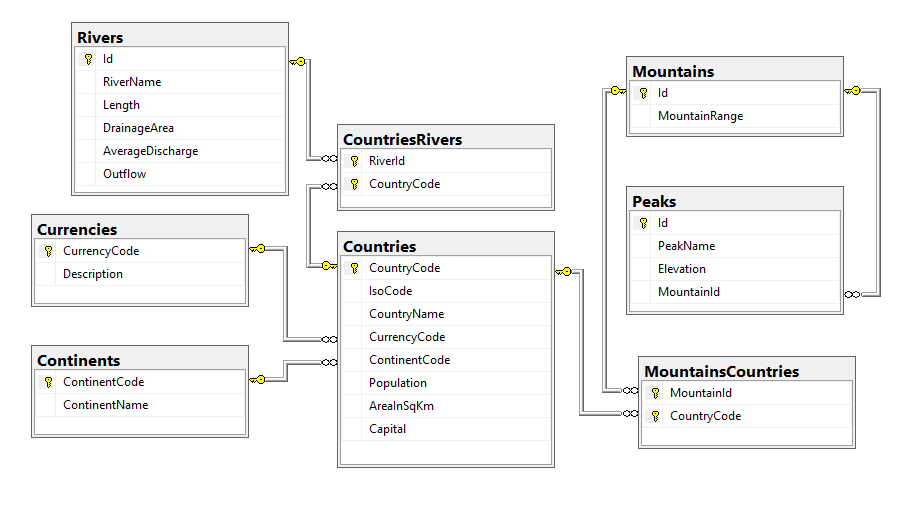 Rivers
Id
RiverName
Length
DrainageArea
AverageDischarge
Outflow
CountriesRivers
RiverId
CountryCode
Currencies
CurrencyCode
Description
Countries
CountryCode
IsoCode
CountryName
CurrencyCode
ContinentCode
Population
AreaInSqKm
Capital
Continents
ContinentCode
ContinentName
Mountains
Id
MountainRange
Peaks
Id
PeakName
Elevation
MountainId
MountainsCountries
MountainId
CountryCode